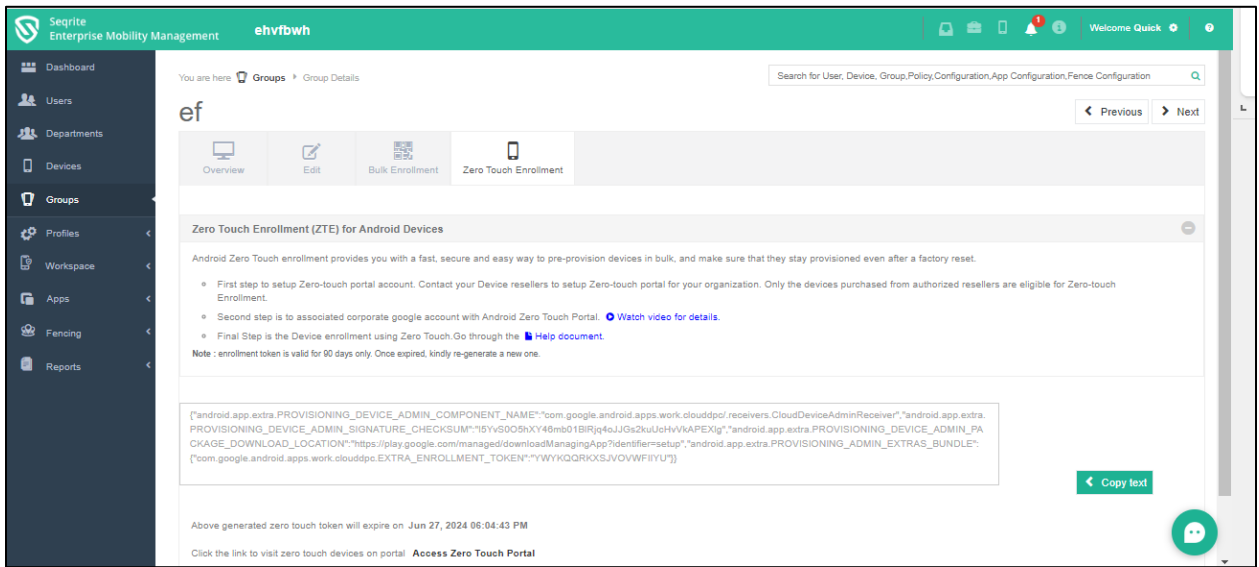 Seqrite
Enterprise Mobility Management
ehvfbwh
1
Welcome Quick
Dashboard
Users
Departments
Devices
Groups
Profiles
Workspace
Apps
Fencing
Reports
You are here Groups Group Details
Search for User, Device, Group,Policy,Configuration,App Configuration,Fence Configuration
ef
Previous
Next
Overview
Edit
Bulk Enrollment
Zero Touch Enrollment
Zero Touch Enrollment (ZTE) for Android Devices
Android Zero Touch enrollment provides you with a fast, secure and easy way to pre-provision devices in bulk, and make sure that they stay provisioned even after a factory reset.
First step to setup Zero-touch portal account. Contact your Device resellers to setup Zero-touch portal for your organization. Only the devices purchased from authorized resellers are eligible for Zero-touch
Enrollment.
Second step is to associated corporate google account with Android Zero Touch Portal. Watch video for details.
Final Step is the Device enrollment using Zero Touch.Go through the Help document.
Note : enrollment token is valid for 90 days only. Once expired, kindly re-generate a new one.
{"android.app.extra.PROVISIONING_DEVICE_ADMIN_COMPONENT_NAME":"com.google.android.apps.work.clouddpc/.receivers.CloudDeviceAdminReceiver","android.app.extra.
PROVISIONING_DEVICE_ADMIN_SIGNATURE_CHECKSUM":"I5YvS0O5hXY46mb01BlRjq4oJJGs2kuUcHvVkAPEXlg","android.app.extra.PROVISIONING_DEVICE_ADMIN_PA
CKAGE_DOWNLOAD_LOCATION":"https://play.google.com/managed/downloadManagingApp?identifier=setup","android.app.extra.PROVISIONING_ADMIN_EXTRAS_BUNDLE":
{"com.google.android.apps.work.clouddpc.EXTRA_ENROLLMENT_TOKEN":"YWYKQQRKXSJVOVWFIIYU"}}
Copy text
Above generated zero touch token will expire on Jun 27, 2024 06:04:43 PM
Click the link to visit zero touch devices on portal Access Zero Touch Portal